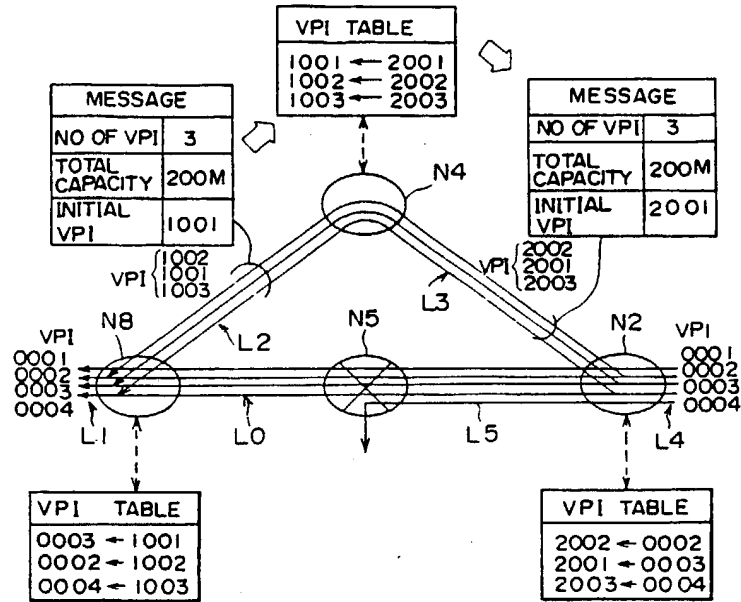 VPI TABLE
1001 ← 2001
1002 ← 2002
1003 ← 2003
MESSAGE
NO OF VPI 3
TOTAL CAPACITY 200M
INITIAL VPI 1001
MESSAGE
NO OF VPI 3
TOTAL CAPACITY 200M
INITIAL VPI 2001
N4
VPI { 1002
1001
1003
VPI { 2002
2001
2003
L3
L2
N8
N5
N2
VPI
0001
0002
0003
0004
VPI
0001
0002
0003
0004
L1
L0
L5
L4
VPI TABLE
0003 ← 1001
0002 ← 1002
0004 ← 1003
VPI TABLE
2002 ← 0002
2001 ← 0003
2003 ← 0004